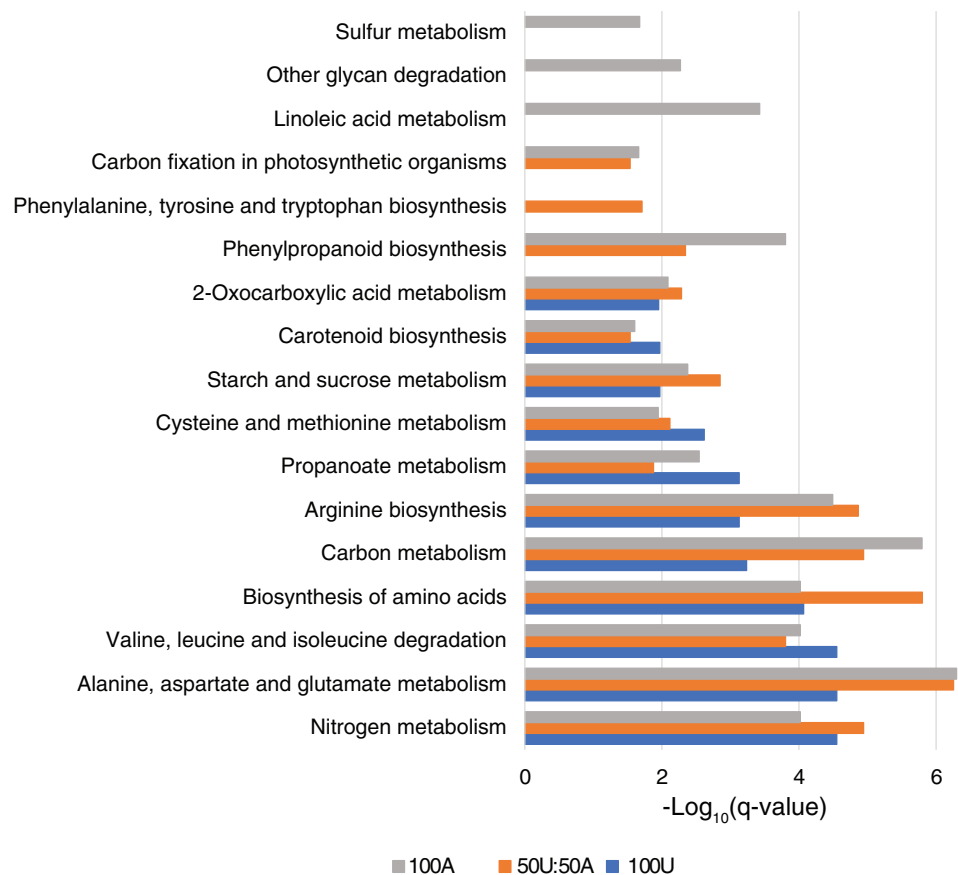 Sulfur metabolism
Other glycan degradation
Linoleic acid metabolism
Carbon fixation in photosynthetic organisms
Phenylalanine, tyrosine and tryptophan biosynthesis
Phenylpropanoid biosynthesis
2-Oxocarboxylic acid metabolism
Carotenoid biosynthesis
Starch and sucrose metabolism
Cysteine and methionine metabolism
Propanoate metabolism
Arginine biosynthesis
Carbon metabolism
Biosynthesis of amino acids
Valine, leucine and isoleucine degradation
Alanine, aspartate and glutamate metabolism
Nitrogen metabolism
0 2 4 6
-Log10(q-value)
100A 50U:50A 100U